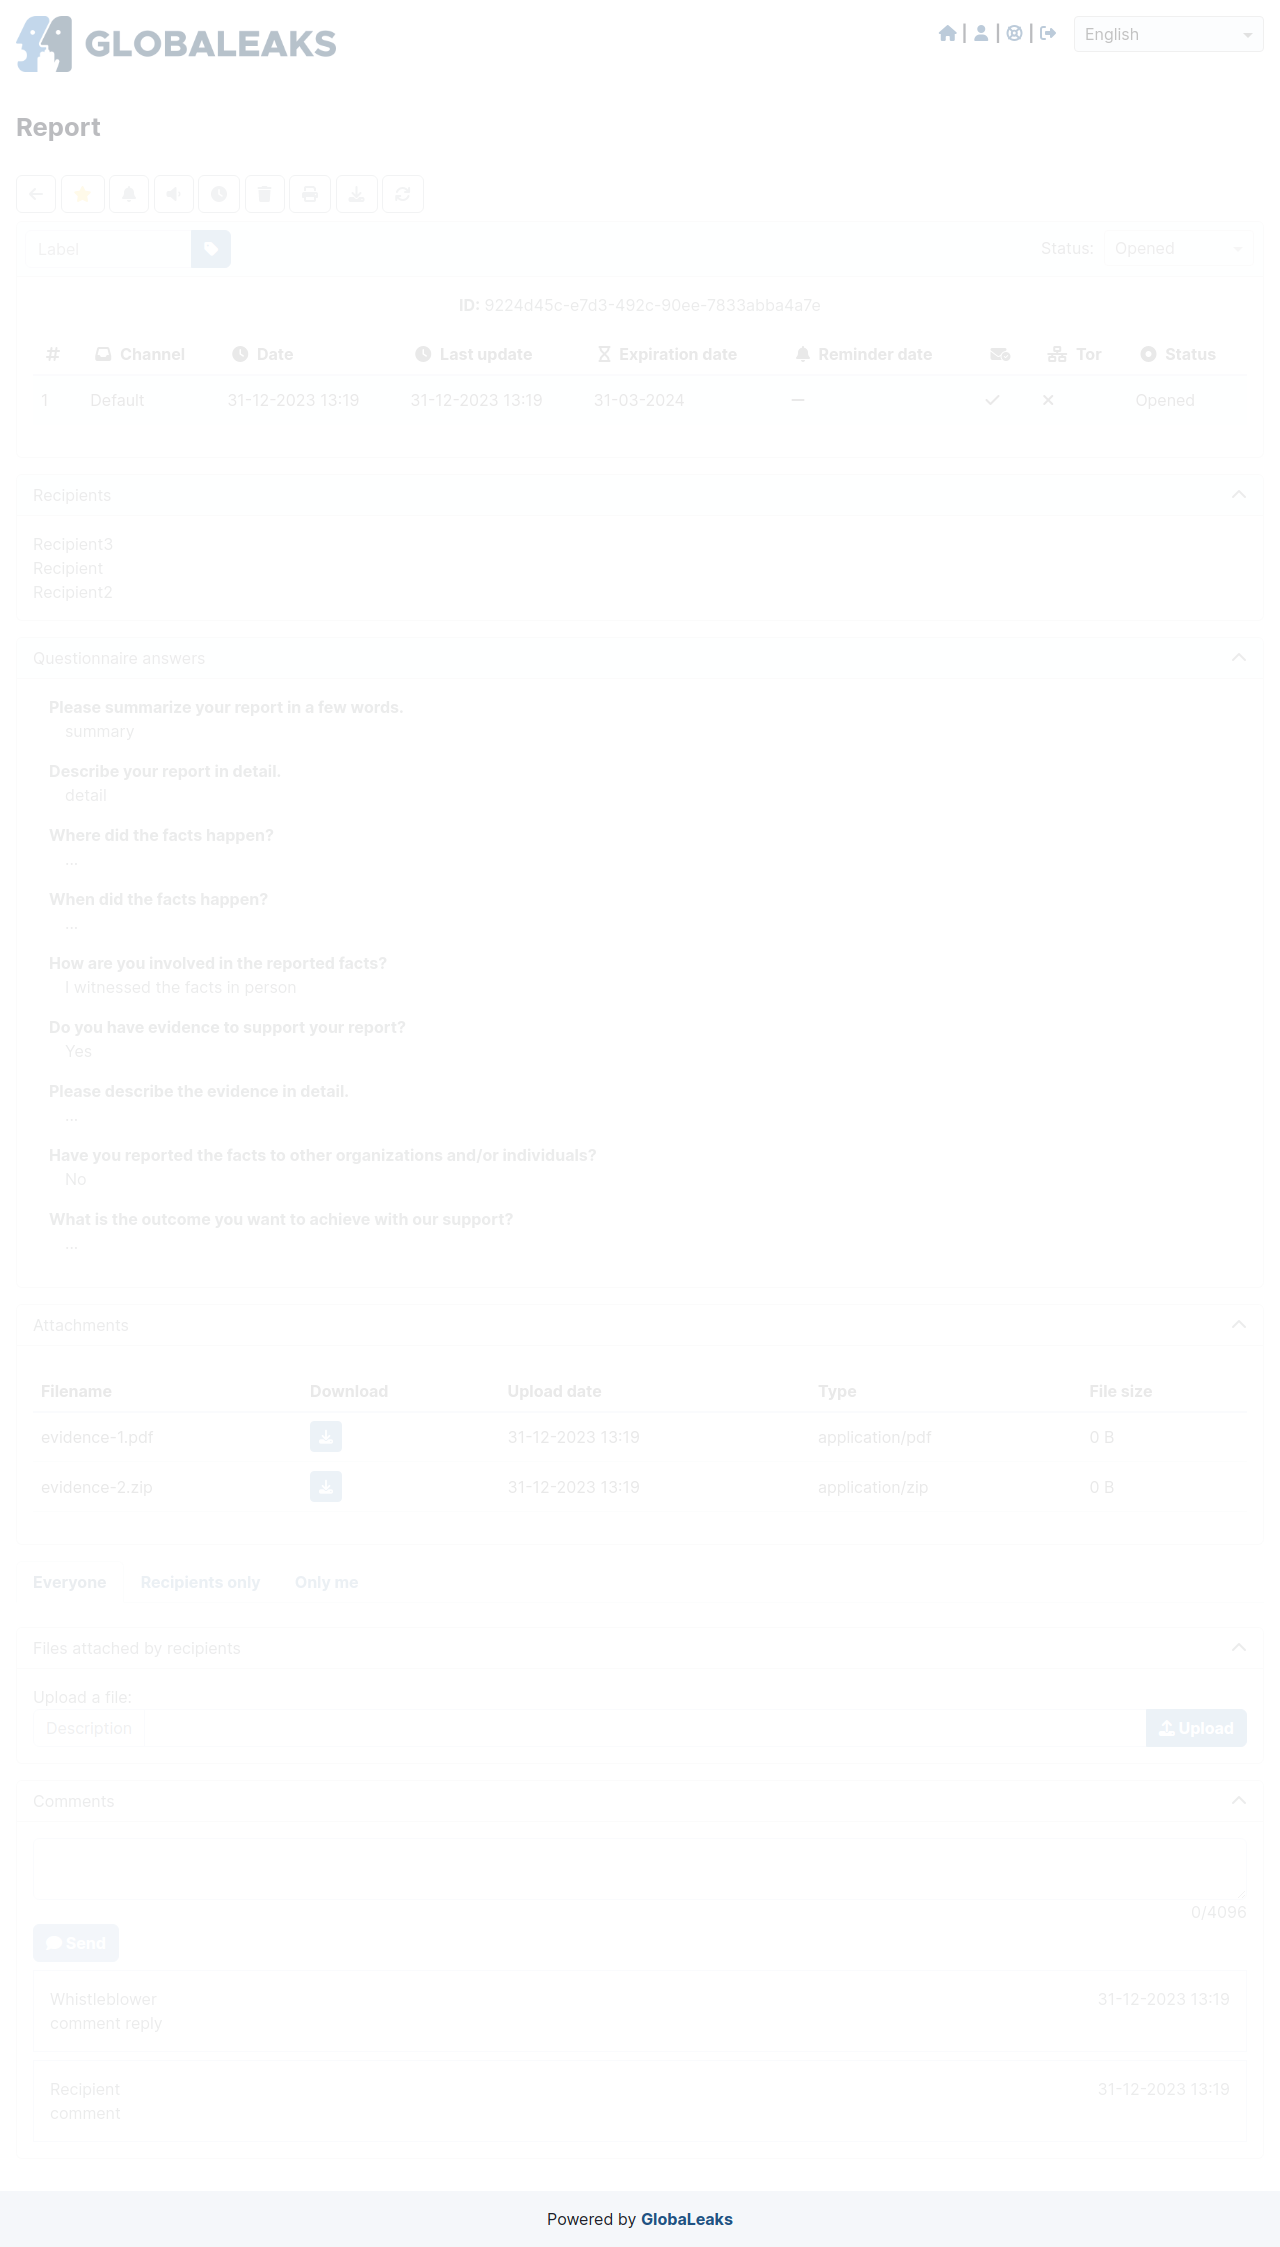 GLOBALEAKS
| | | English
Report
Label Status: Opened
ID: 9224d45c-e7d3-492c-90ee-7833abba4a7e
# Channel Date Last update Expiration date Reminder date Tor Status
1 Default 31-12-2023 13:19 31-12-2023 13:19 31-03-2024 Opened
Recipients
Recipient3
Recipient
Recipient2
Questionnaire answers
Please summarize your report in a few words.
summary
Describe your report in detail.
detail
Where did the facts happen?
...
When did the facts happen?
...
How are you involved in the reported facts?
I witnessed the facts in person
Do you have evidence to support your report?
Yes
Please describe the evidence in detail.
...
Have you reported the facts to other organizations and/or individuals?
No
What is the outcome you want to achieve with our support?
...
Attachments
Filename Download Upload date Type File size
evidence-1.pdf 31-12-2023 13:19 application/pdf 0 B
evidence-2.zip 31-12-2023 13:19 application/zip 0 B
Everyone Recipients only Only me
Files attached by recipients
Upload a file:
Description Upload
Comments
0/4096
Send
Whistleblower 31-12-2023 13:19
comment reply
Recipient 31-12-2023 13:19
comment
Powered by GlobaLeaks